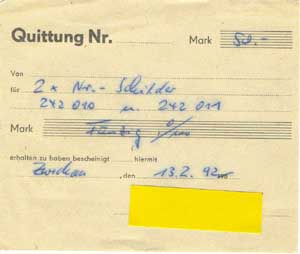 Quittung Nr. Mark 50.-
Von
für 2 x Nr.- Schilder
242 010 u. 242 011
Mark Fünfzig
erhalten zu haben bescheinigt hiermit
Zwickau , den 13.2. 92